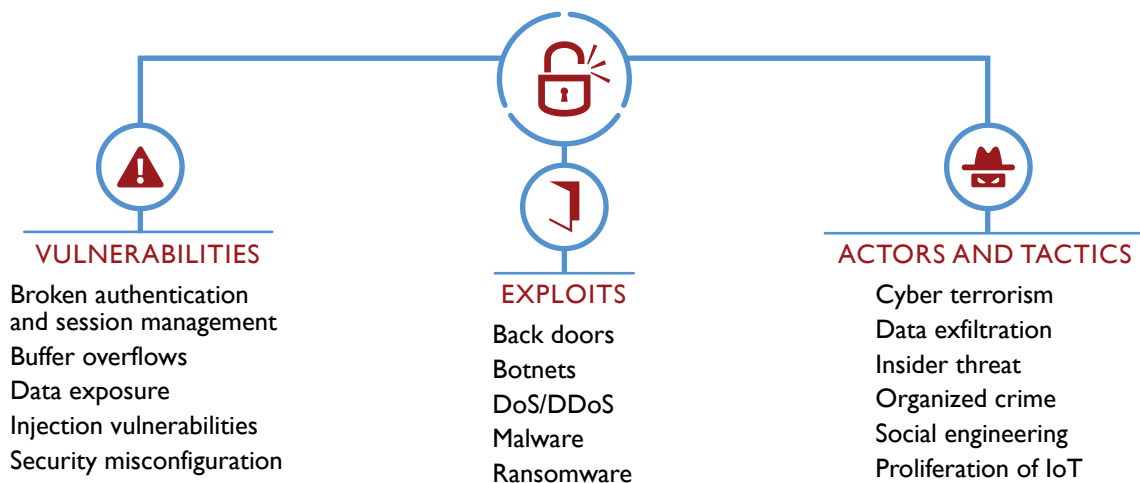 VULNERABILITIES
Broken authentication
and session management
Buffer overflows
Data exposure
Injection vulnerabilities
Security misconfiguration
EXPLOITS
Back doors
Botnets
DoS/DDoS
Malware
Ransomware
ACTORS AND TACTICS
Cyber terrorism
Data exfiltration
Insider threat
Organized crime
Social engineering
Proliferation of IoT